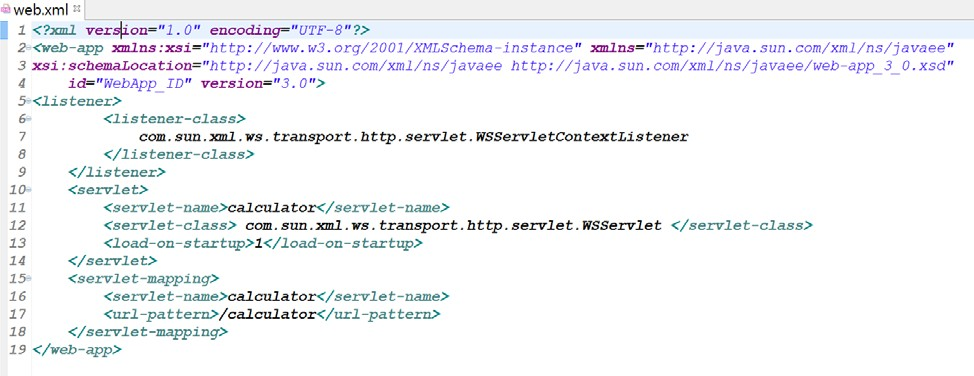 web.xml
1 <?xml version="1.0" encoding="UTF-8"?>
2 <web-app xmlns:xsi="http://www.w3.org/2001/XMLSchema-instance" xmlns="http://java.sun.com/xml/ns/javaee"
3 xsi:schemaLocation="http://java.sun.com/xml/ns/javaee http://java.sun.com/xml/ns/javaee/web-app_3_0.xsd"
4     id="WebApp_ID" version="3.0">
5 <listener>
6         <listener-class>
7             com.sun.xml.ws.transport.http.servlet.WSServletContextListener
8         </listener-class>
9     </listener>
10     <servlet>
11         <servlet-name>calculator</servlet-name>
12         <servlet-class> com.sun.xml.ws.transport.http.servlet.WSServlet </servlet-class>
13         <load-on-startup>1</load-on-startup>
14     </servlet>
15     <servlet-mapping>
16         <servlet-name>calculator</servlet-name>
17         <url-pattern>/calculator</url-pattern>
18     </servlet-mapping>
19 </web-app>